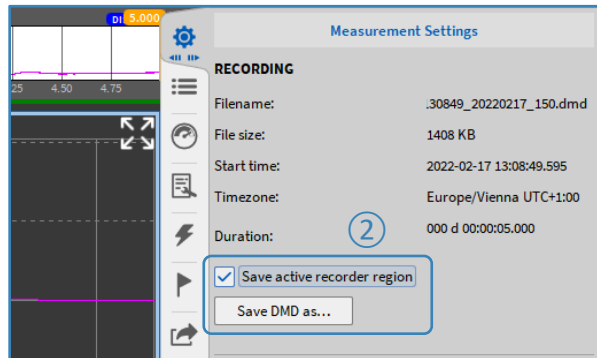 DI 5.000
Measurement Settings
25 4.50 4.75
RECORDING
Filename: .30849_20220217_150.dmd
File size: 1408 KB
Start time: 2022-02-17 13:08:49.595
Timezone: Europe/Vienna UTC+1:00
Duration: 000 d 00:00:05.000
2
Save active recorder region
Save DMD as...